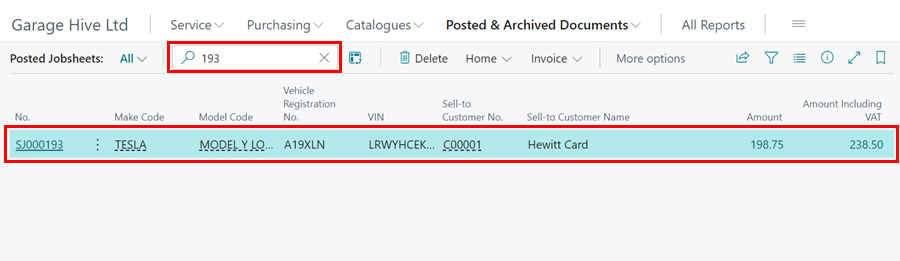 Garage Hive Ltd Service Purchasing Catalogues Posted & Archived Documents All Reports
Posted Jobsheets: All 193 Delete Home Invoice More options
No. Make Code Model Code Vehicle Registration No. VIN Sell-to Customer No. Sell-to Customer Name Amount Amount Including VAT
SJ000193 TESLA MODEL Y LO... A19XLN LRWYHCEK... C00001 Hewitt Card 198.75 238.50